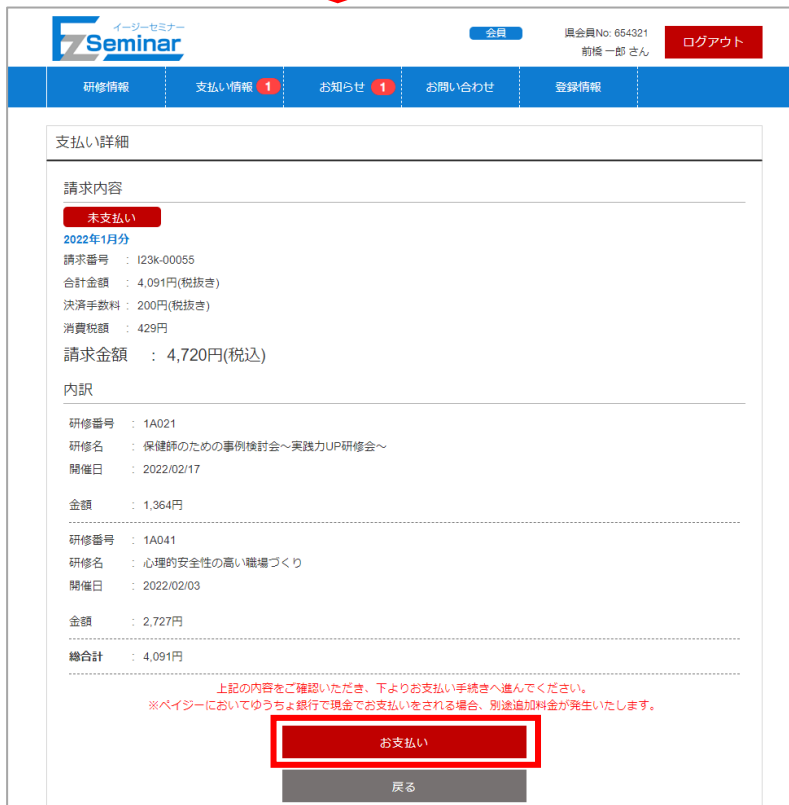 イージーセミナー
EZSeminar
会員
県会員No: 654321
前橋 一郎 さん
ログアウト
研修情報 支払い情報 1 お知らせ 1 お問い合わせ 登録情報
支払い詳細
請求内容
未支払い
2022年1月分
請求番号 : I23k-00055
合計金額 : 4,091円(税抜き)
決済手数料 : 200円(税抜き)
消費税額 : 429円
請求金額 : 4,720円(税込)
内訳
研修番号 : 1A021
研修名 : 保健師のための事例検討会～実践力UP研修会～
開催日 : 2022/02/17
金額 : 1,364円
研修番号 : 1A041
研修名 : 心理的安全性の高い職場づくり
開催日 : 2022/02/03
金額 : 2,727円
総合計 : 4,091円
上記の内容をご確認いただき、下よりお支払い手続きへ進んでください。
※ペイジーにおいてゆうちょ銀行で現金でお支払いをされる場合、別途追加料金が発生いたします。
お支払い
戻る